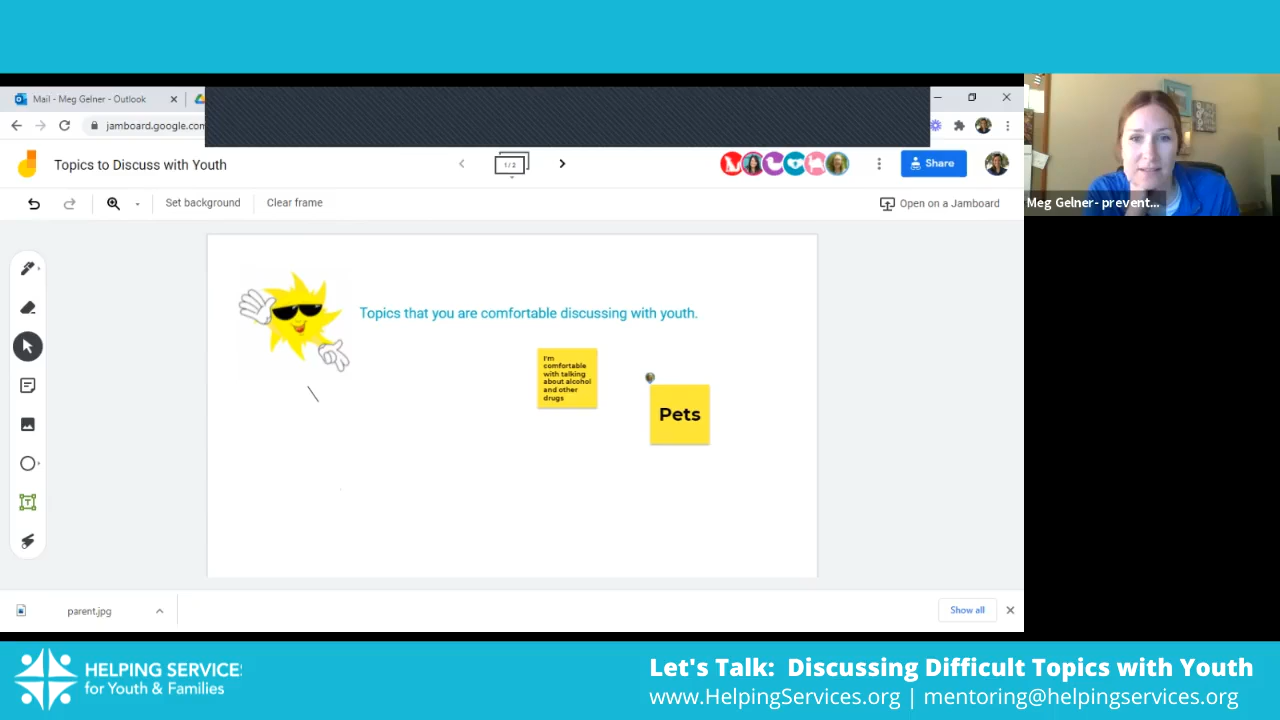 Mail - Meg Gelner - Outlook
jamboard.google.com
Topics to Discuss with Youth
1/2
Share
Set background
Clear frame
Open on a Jamboard
Topics that you are comfortable discussing with youth.
I'm
comfortable
with talking
about alcohol
and other
drugs
Pets
T
parent.jpg
Show all
Meg Gelner- prevent...
HELPING SERVICES
for Youth & Families
Let's Talk: Discussing Difficult Topics with Youth
www.HelpingServices.org | mentoring@helpingservices.org